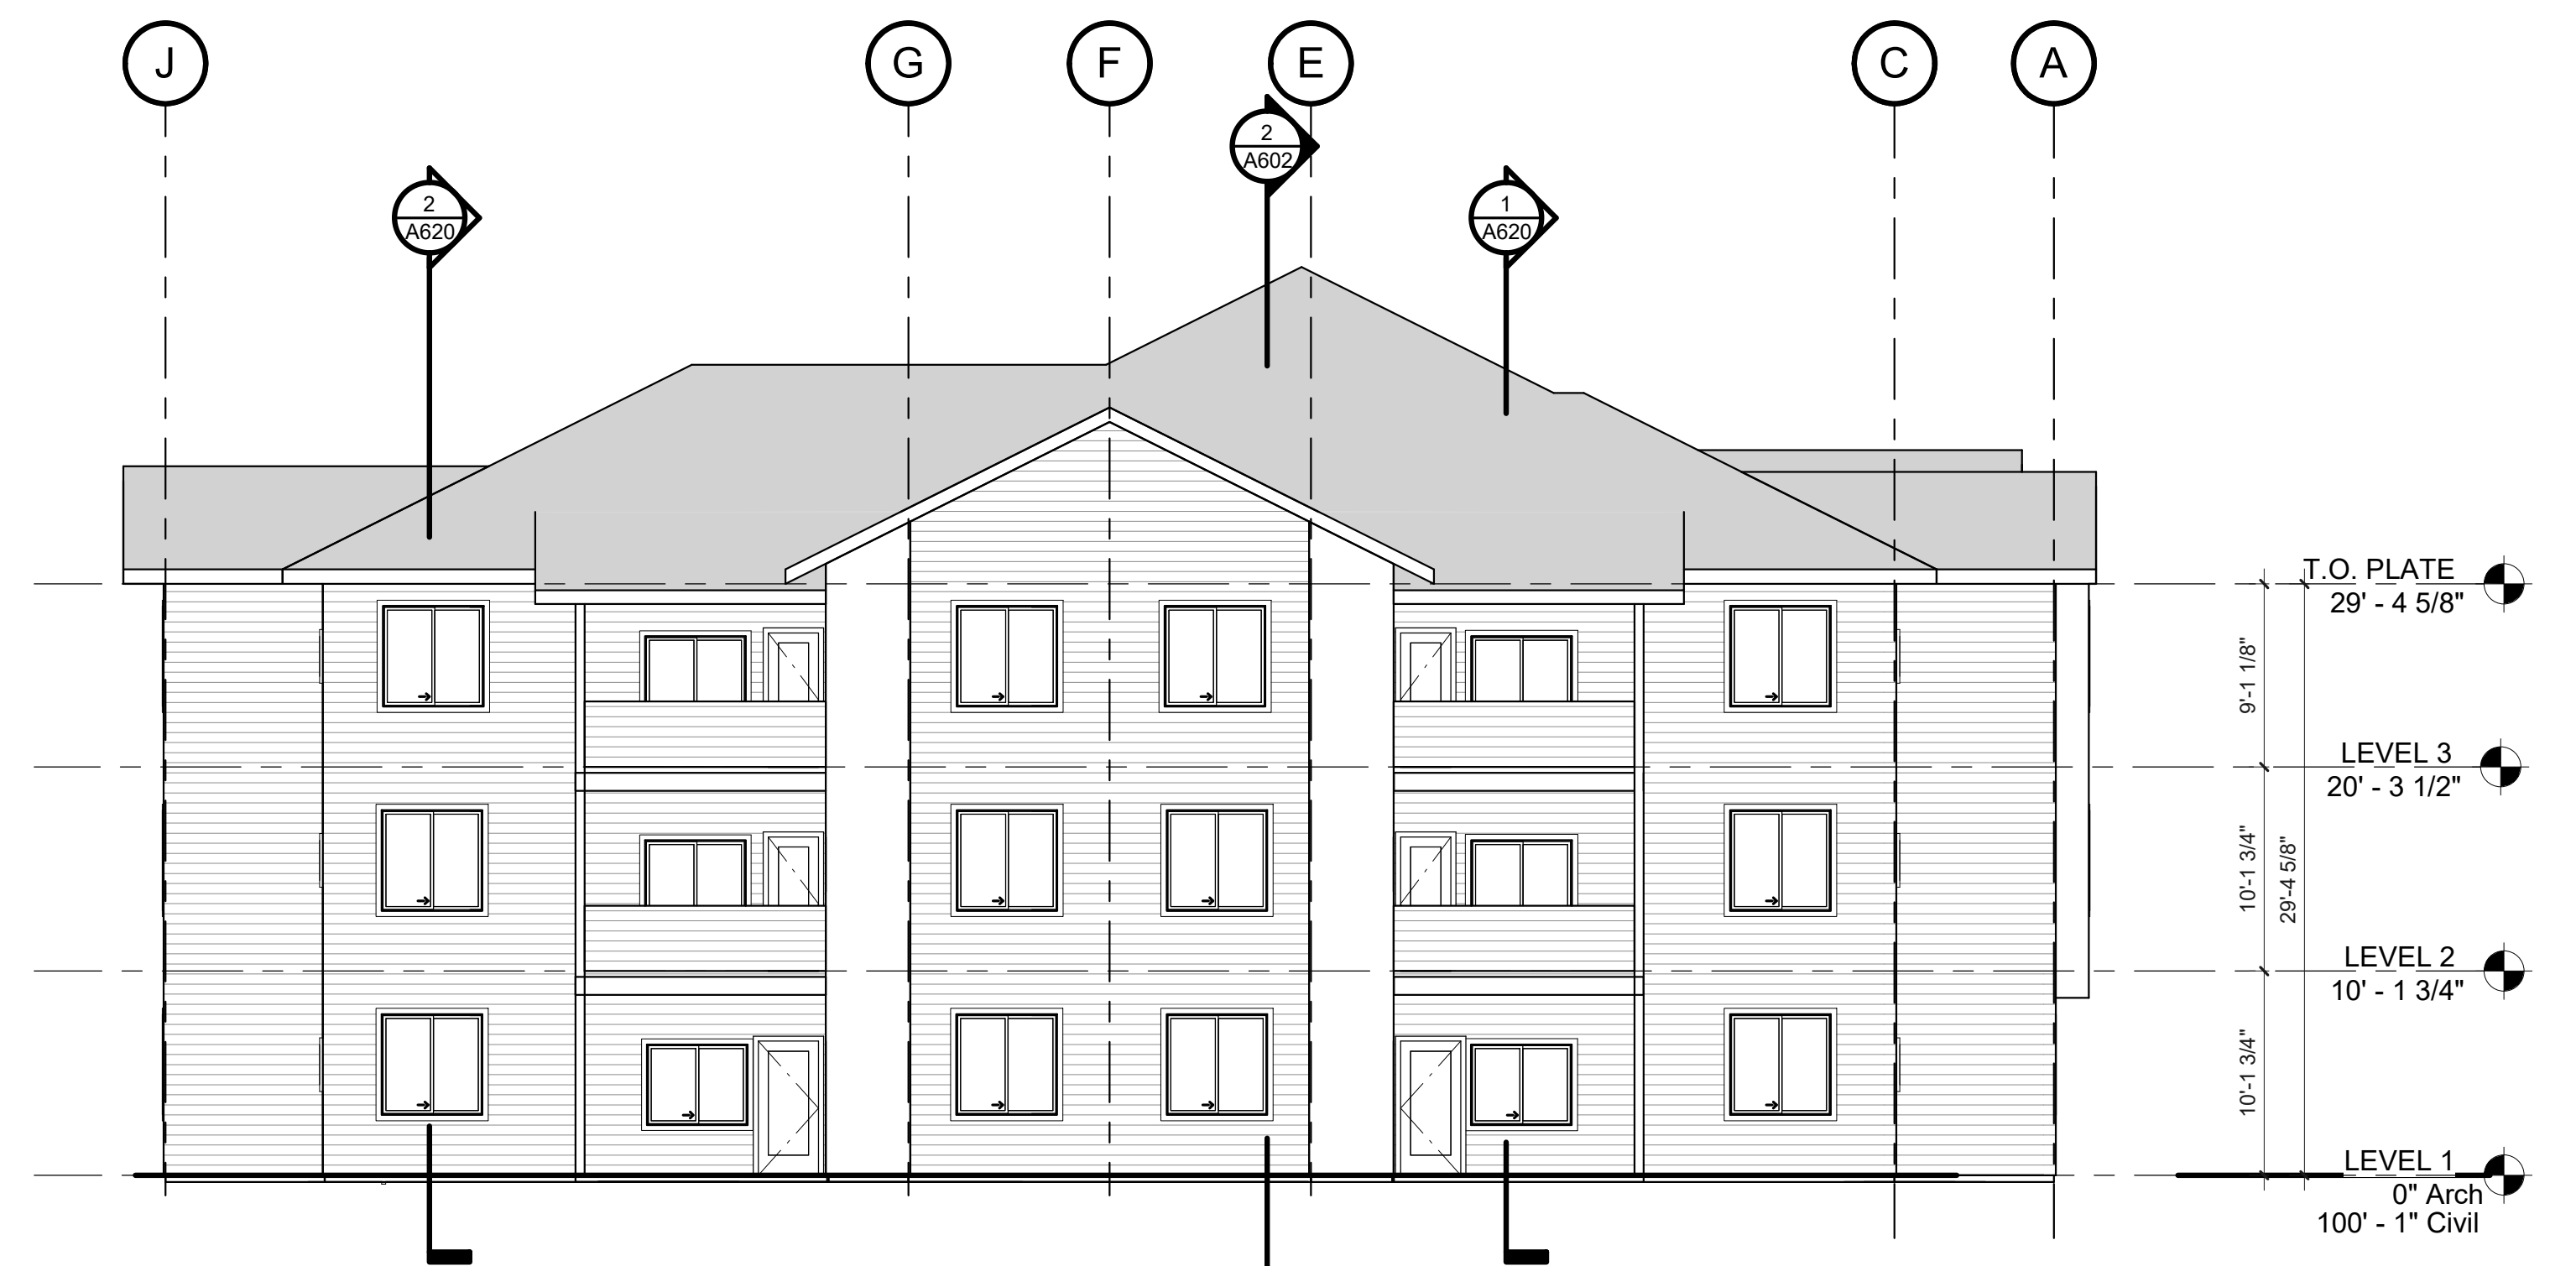 J
G
F
E
C
A
2
A602
2
A620
1
A620
T.O. PLATE
29' - 4 5/8"
9'-1 1/8"
LEVEL 3
20' - 3 1/2"
10'-1 3/4"
29'-4 5/8"
LEVEL 2
10' - 1 3/4"
10'-1 3/4"
LEVEL 1
0" Arch
100' - 1" Civil